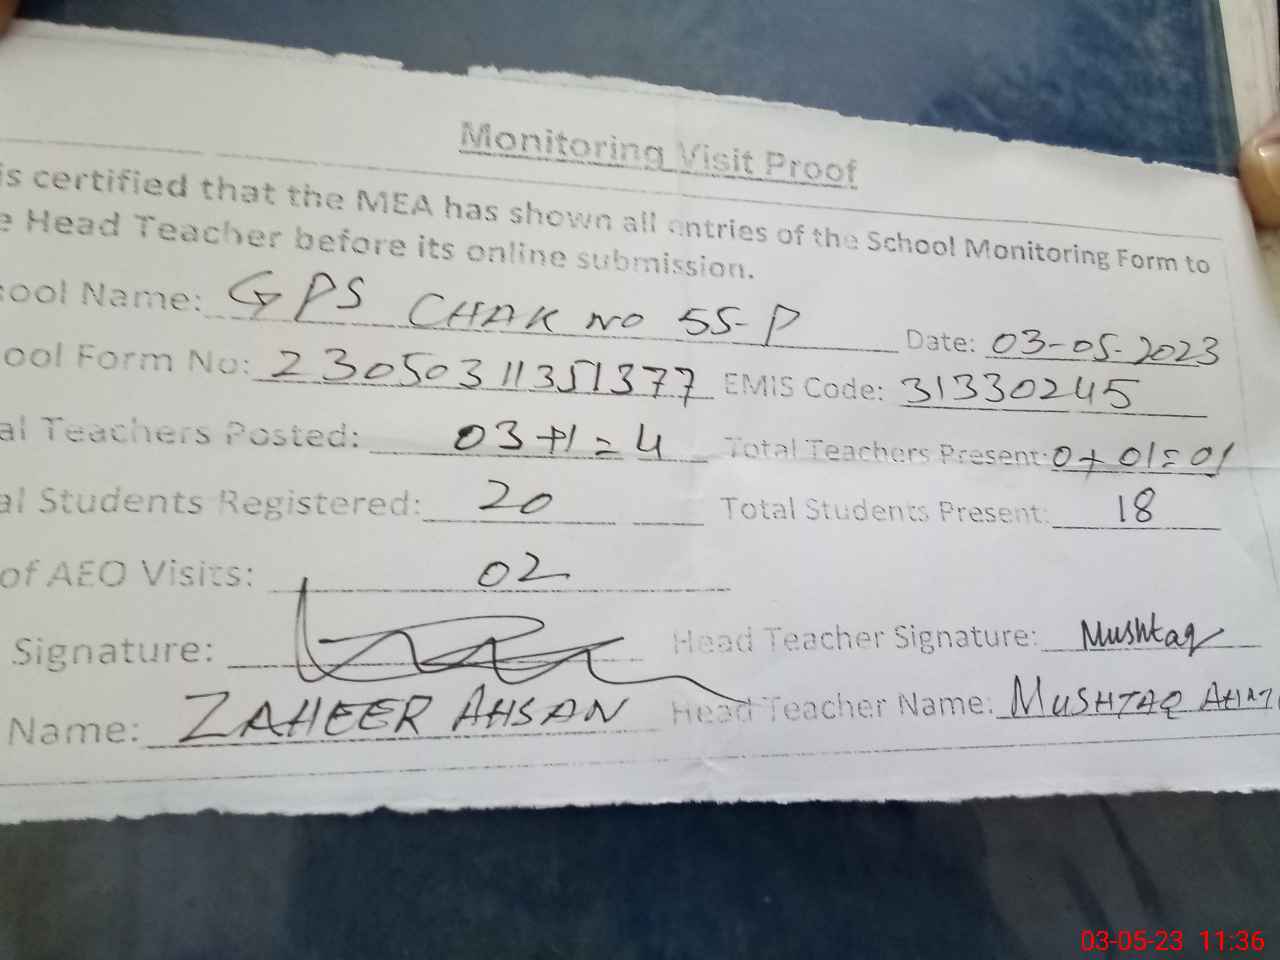 Monitoring Visit Proof
is certified that the MEA has shown all entries of the School Monitoring Form to
e Head Teacher before its online submission.
ool Name: GPS CHAK NO 55-P Date: 03-05-2023
ool Form No: 23050311351377 EMIS Code: 31330245
al Teachers Posted: 03+1=4 Total Teachers Present: 0+01=01
al Students Registered: 20 Total Students Present: 18
of AEO Visits: 02
Signature: Head Teacher Signature: Mushtaq
Name: ZAHEER AHSAN Head Teacher Name: MUSHTAQ
03-05-23 11:36